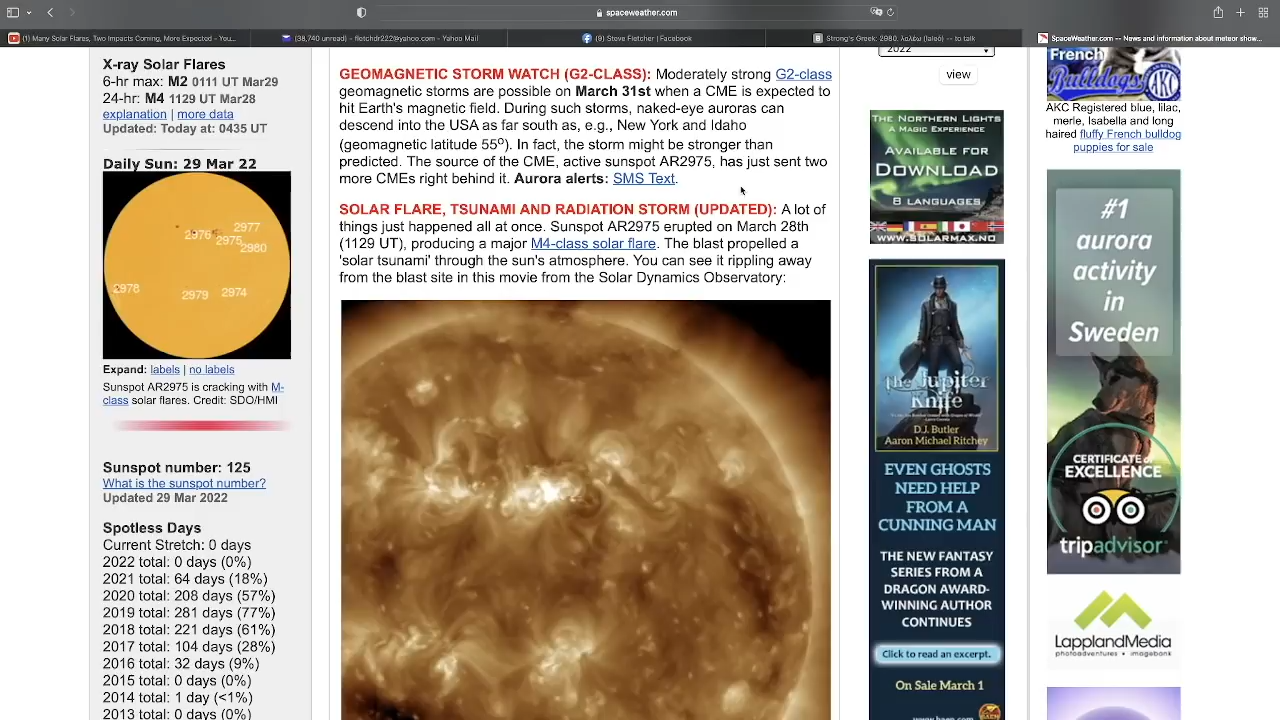 spaceweather.com
(1) Many Solar Flares, Two Impacts Coming, More Expected – You...
(38,740 unread) – fletchdr222@yahoo.com – Yahoo Mail
(9) Steve Fletcher | Facebook
Strong's Greek: 2980. λαλέω (laleó) -- to talk
SpaceWeather.com -- News and information about meteor show...
X-ray Solar Flares
6-hr max: M2 0111 UT Mar29
24-hr: M4 1129 UT Mar28
explanation | more data
Updated: Today at: 0435 UT
Daily Sun: 29 Mar 22
2976
2977
2975
2980
2978
2979
2974
Expand: labels | no labels
Sunspot AR2975 is cracking with M-
class solar flares. Credit: SDO/HMI
Sunspot number: 125
What is the sunspot number?
Updated 29 Mar 2022
Spotless Days
Current Stretch: 0 days
2022 total: 0 days (0%)
2021 total: 64 days (18%)
2020 total: 208 days (57%)
2019 total: 281 days (77%)
2018 total: 221 days (61%)
2017 total: 104 days (28%)
2016 total: 32 days (9%)
2015 total: 0 days (0%)
2014 total: 1 day (<1%)
2013 total: 0 days (0%)
GEOMAGNETIC STORM WATCH (G2-CLASS): Moderately strong G2-class
geomagnetic storms are possible on March 31st when a CME is expected to
hit Earth's magnetic field. During such storms, naked-eye auroras can
descend into the USA as far south as, e.g., New York and Idaho
(geomagnetic latitude 55º). In fact, the storm might be stronger than
predicted. The source of the CME, active sunspot AR2975, has just sent two
more CMEs right behind it. Aurora alerts: SMS Text.
SOLAR FLARE, TSUNAMI AND RADIATION STORM (UPDATED): A lot of
things just happened all at once. Sunspot AR2975 erupted on March 28th
(1129 UT), producing a major M4-class solar flare. The blast propelled a
'solar tsunami' through the sun's atmosphere. You can see it rippling away
from the blast site in this movie from the Solar Dynamics Observatory:
2022
view
THE NORTHERN LIGHTS
A MAGIC EXPERIENCE
AVAILABLE FOR
DOWNLOAD
8 LANGUAGES
WWW.SOLARMAX.NO
the Jupiter
Knife
D.J. Butler
Aaron Michael Ritchey
EVEN GHOSTS
NEED HELP
FROM A
CUNNING MAN
THE NEW FANTASY
SERIES FROM A
DRAGON AWARD-
WINNING AUTHOR
CONTINUES
Click to read an excerpt.
On Sale March 1
French
Bulldogs
AKC
AKC Registered blue, lilac,
merle, Isabella and long
haired fluffy French bulldog
puppies for sale
#1
aurora
activity
in
Sweden
CERTIFICATE of
EXCELLENCE
tripadvisor
LapplandMedia
photoadventures • imagebank